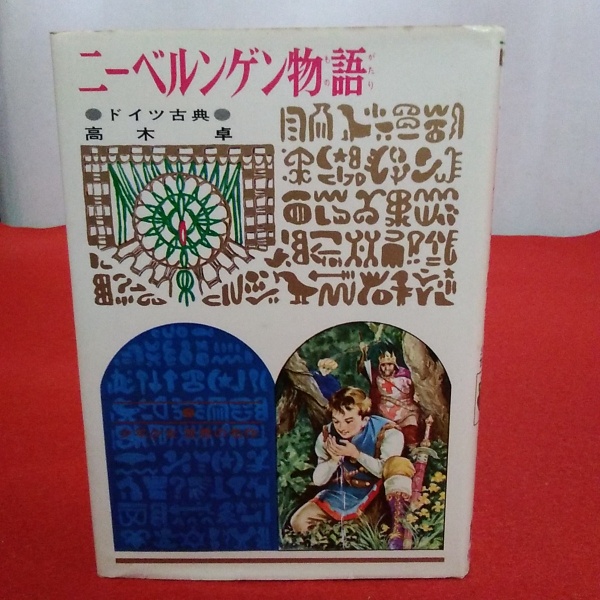 ニーベルンゲン物語
もの がたり
●ドイツ古典●
高木 卓